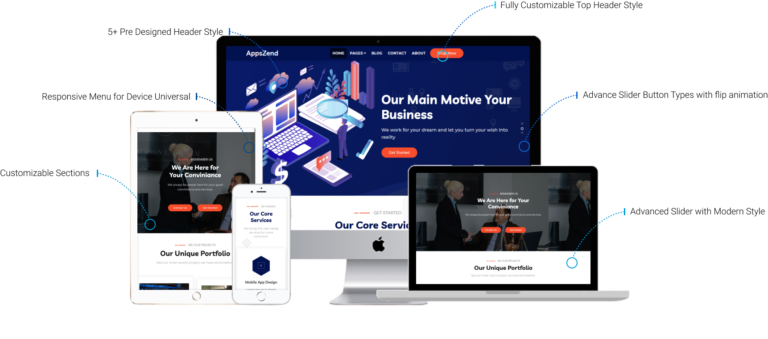 Fully Customizable Top Header Style
5+ Pre Designed Header Style
AppsZend
HOME PAGES BLOG CONTACT ABOUT
Responsive Menu for Device Universal
Advance Slider Button Types with flip animation
Our Main Motive Your
Business
We work for your dream and let you turn your wish into
reality
Get Started
Customizable Sections
We Are Here for
Your Conviniance
Our Unique Portfolio
Our Core
Services
Mobile App Design
GET STARTED
Our Core Servic
We Are Here for Your
Conviniance
Our Unique Portfolio
Advanced Slider with Modern Style